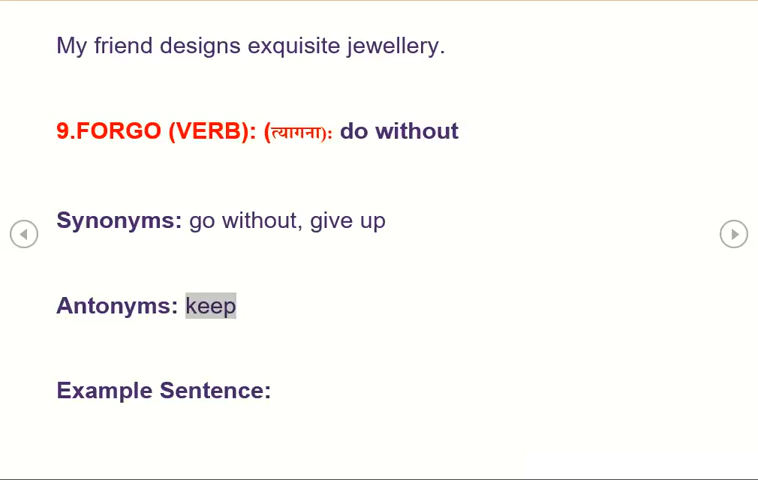 My friend designs exquisite jewellery.
9.FORGO (VERB): (त्यागना): do without
Synonyms: go without, give up
Antonyms: keep
Example Sentence: